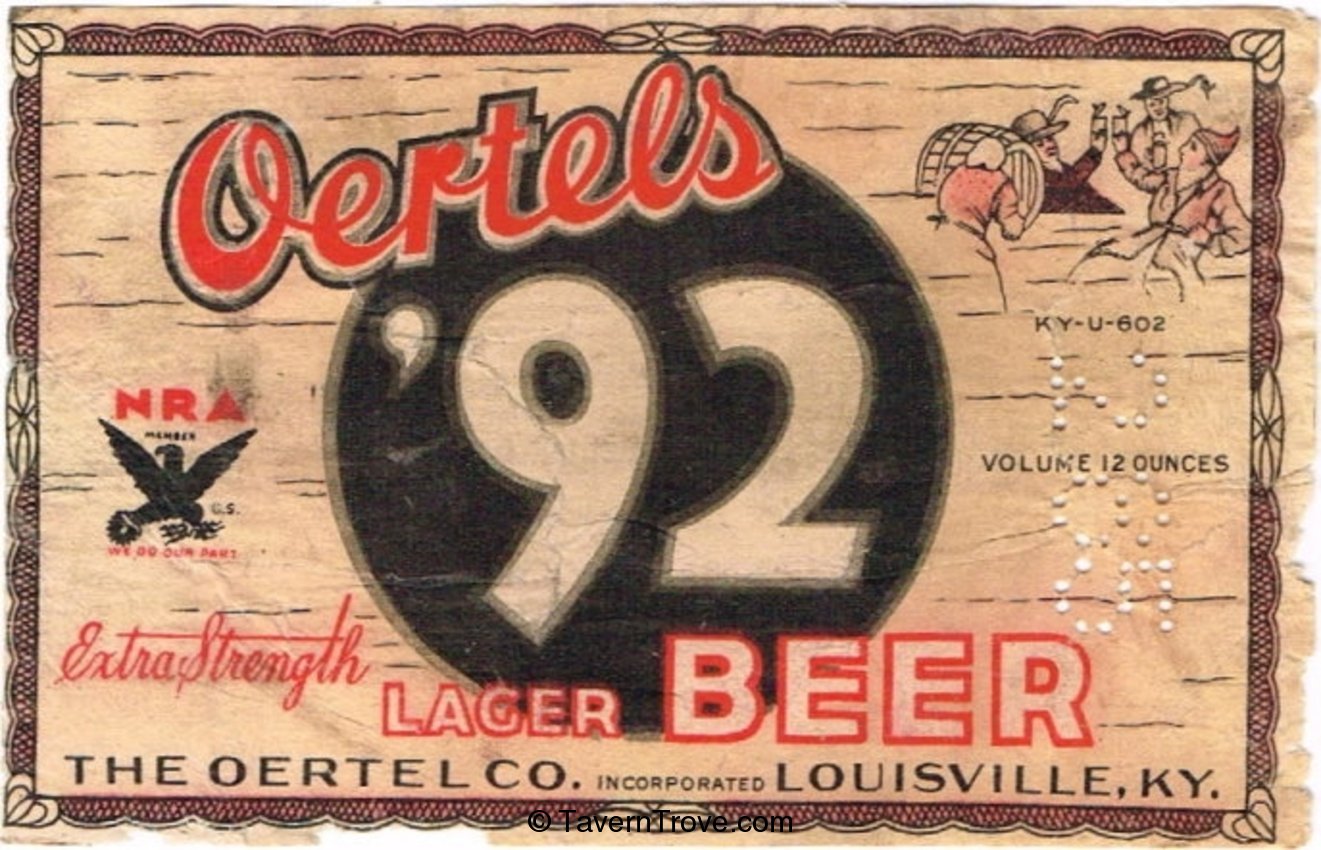 Oertels
'92
KY-U-602
NRA
MEMBER
U.S.
WE DO OUR PART
VOLUME 12 OUNCES
Extra Strength
LAGER BEER
THE OERTEL CO. INCORPORATED LOUISVILLE, KY.
© TavernTrove.com